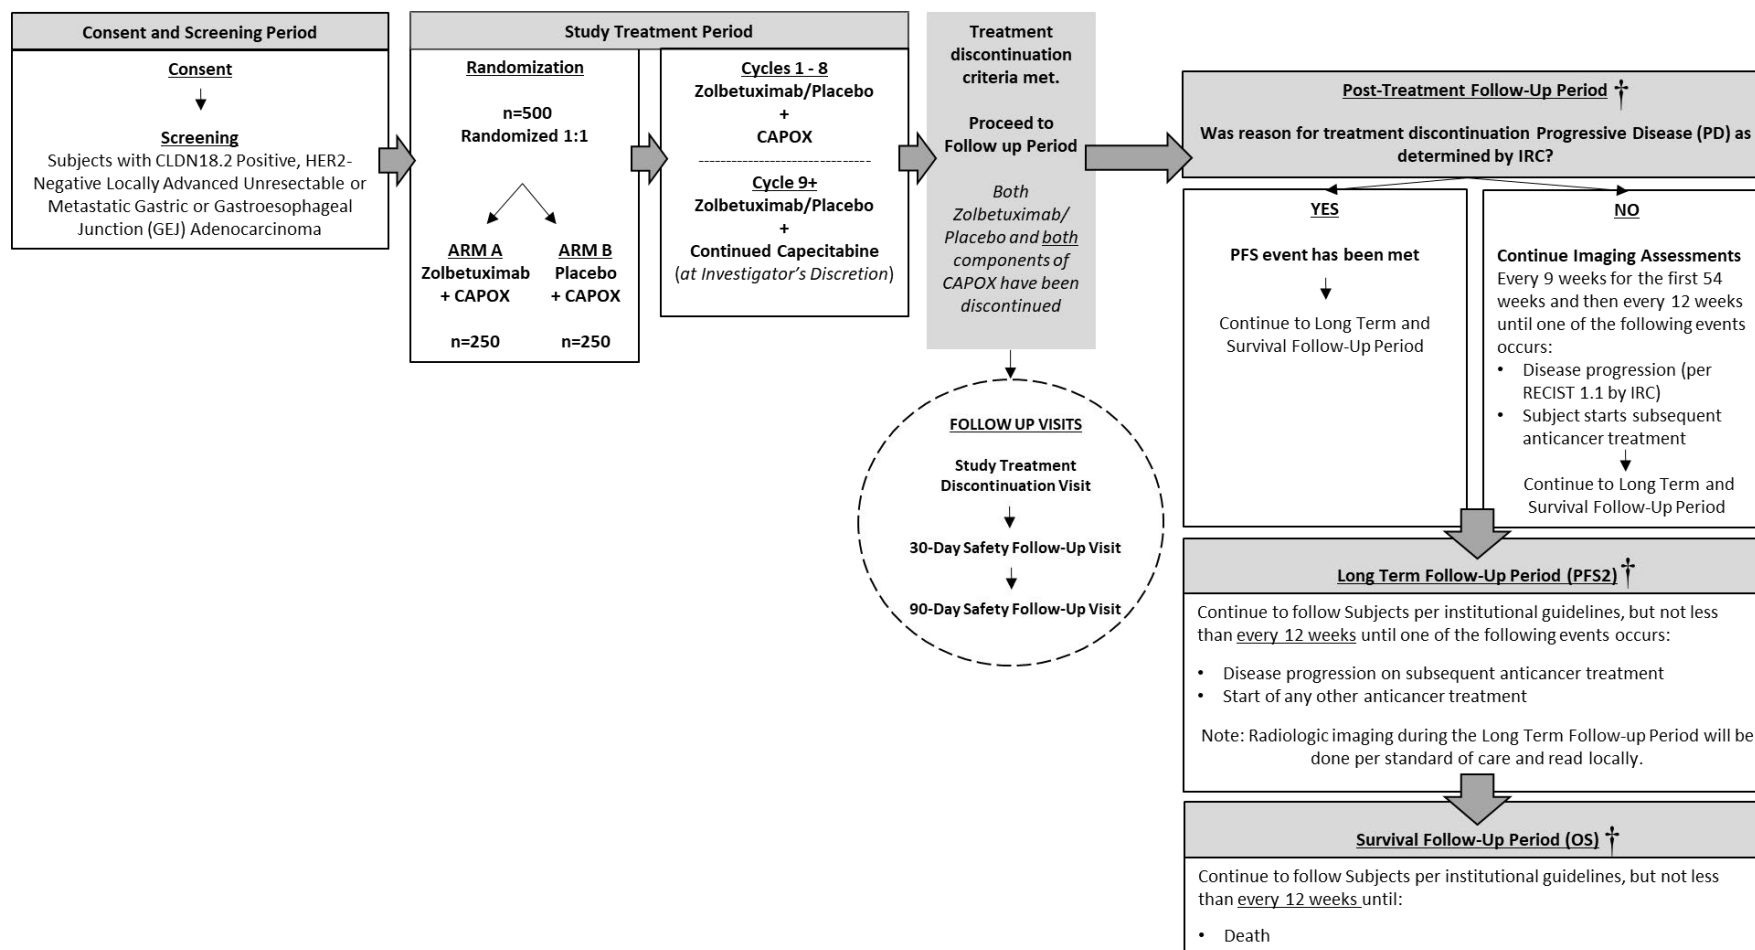 Consent and Screening Period
Consent
Screening
Subjects with CLDN18.2 Positive, HER2-
Negative Locally Advanced Unresectable or
Metastatic Gastric or Gastroesophageal
Junction (GEJ) Adenocarcinoma
Study Treatment Period
Randomization
n=500
Randomized 1:1
ARM A
Zolbetuximab
+ CAPOX
n=250
ARM B
Placebo
+ CAPOX
n=250
Cycles 1 - 8
Zolbetuximab/Placebo
+
CAPOX
Cycle 9+
Zolbetuximab/Placebo
+
Continued Capecitabine
(at Investigator's Discretion)
Treatment
discontinuation
criteria met.
Proceed to
Follow up Period
Both
Zolbetuximab/
Placebo and both
components of
CAPOX have been
discontinued
FOLLOW UP VISITS
Study Treatment
Discontinuation Visit
30-Day Safety Follow-Up Visit
90-Day Safety Follow-Up Visit
Post-Treatment Follow-Up Period †
Was reason for treatment discontinuation Progressive Disease (PD) as
determined by IRC?
YES
PFS event has been met
Continue to Long Term and
Survival Follow-Up Period
NO
Continue Imaging Assessments
Every 9 weeks for the first 54
weeks and then every 12 weeks
until one of the following events
occurs:
• Disease progression (per
RECIST 1.1 by IRC)
• Subject starts subsequent
anticancer treatment
Continue to Long Term and
Survival Follow-Up Period
Long Term Follow-Up Period (PFS2) †
Continue to follow Subjects per institutional guidelines, but not less
than every 12 weeks until one of the following events occurs:
• Disease progression on subsequent anticancer treatment
• Start of any other anticancer treatment
Note: Radiologic imaging during the Long Term Follow-up Period will be
done per standard of care and read locally.
Survival Follow-Up Period (OS) †
Continue to follow Subjects per institutional guidelines, but not less
than every 12 weeks until:
• Death